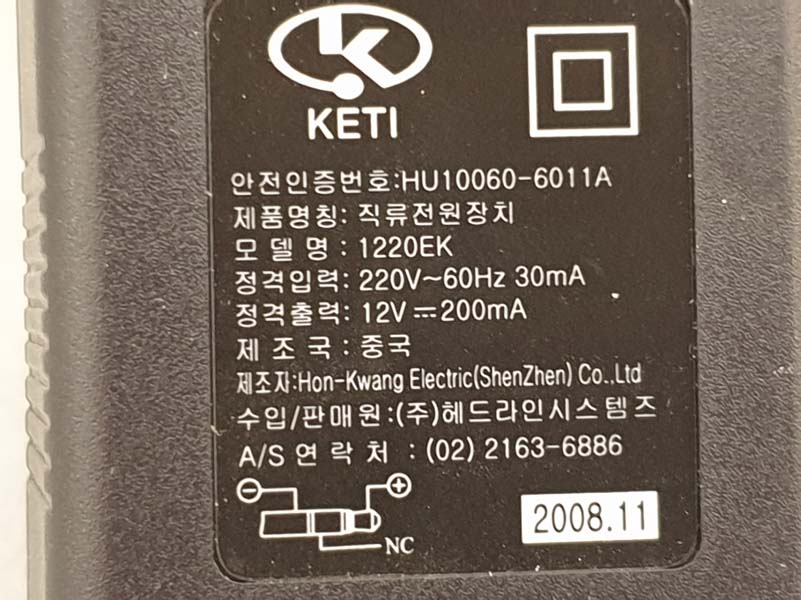 KETI
안전인증번호:HU10060-6011A
제품명칭: 직류전원장치
모 델 명 : 1220EK
정격입력: 220V~60Hz 30mA
정격출력: 12V⎓200mA
제 조 국 : 중국
제조자:Hon-Kwang Electric(ShenZhen) Co.,Ltd
수입/판매원:(주)헤드라인시스템즈
A/S 연 락 처 : (02) 2163-6886
NC
2008.11